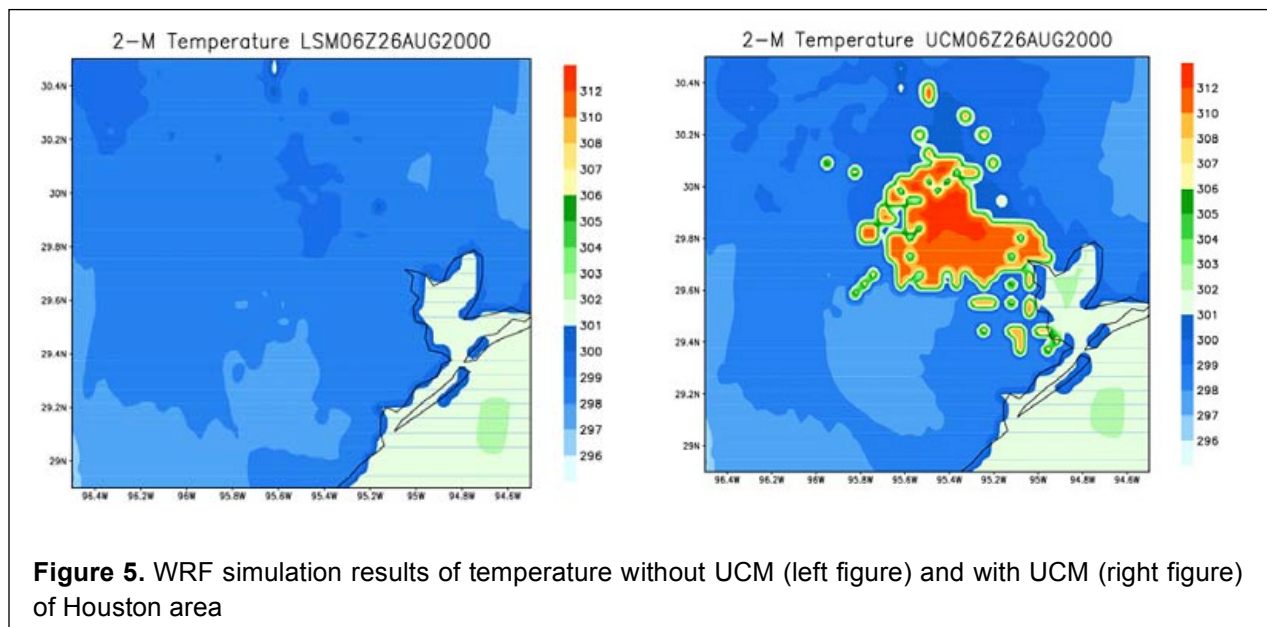 2-M Temperature LSM06Z26AUG2000
30.4N
30.2N
30N
29.8N
29.6N
29.4N
29.2N
29N
96.4W 96.2W 96W 95.8W 95.6W 95.4W 95.2W 95W 94.8W 94.6W
312
310
308
307
306
305
304
303
302
301
300
299
298
297
296
2-M Temperature UCM06Z26AUG2000
30.4N
30.2N
30N
29.8N
29.6N
29.4N
29.2N
29N
96.4W 96.2W 96W 95.8W 95.6W 95.4W 95.2W 95W 94.8W 94.6W
312
310
308
307
306
305
304
303
302
301
300
299
298
297
296
Figure 5. WRF simulation results of temperature without UCM (left figure) and with UCM (right figure)
of Houston area